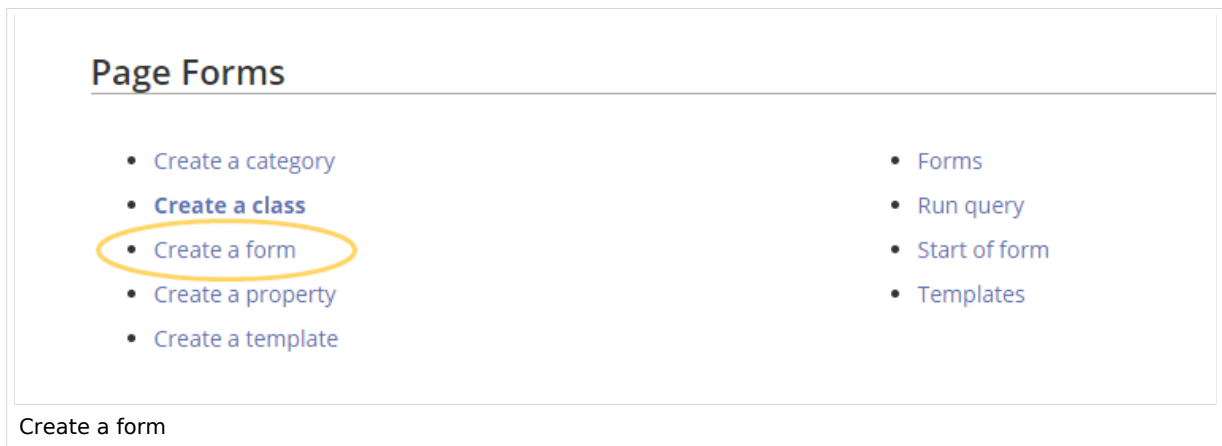 Page Forms
Create a category
Create a class
Create a form
Create a property
Create a template
Forms
Run query
Start of form
Templates
Create a form